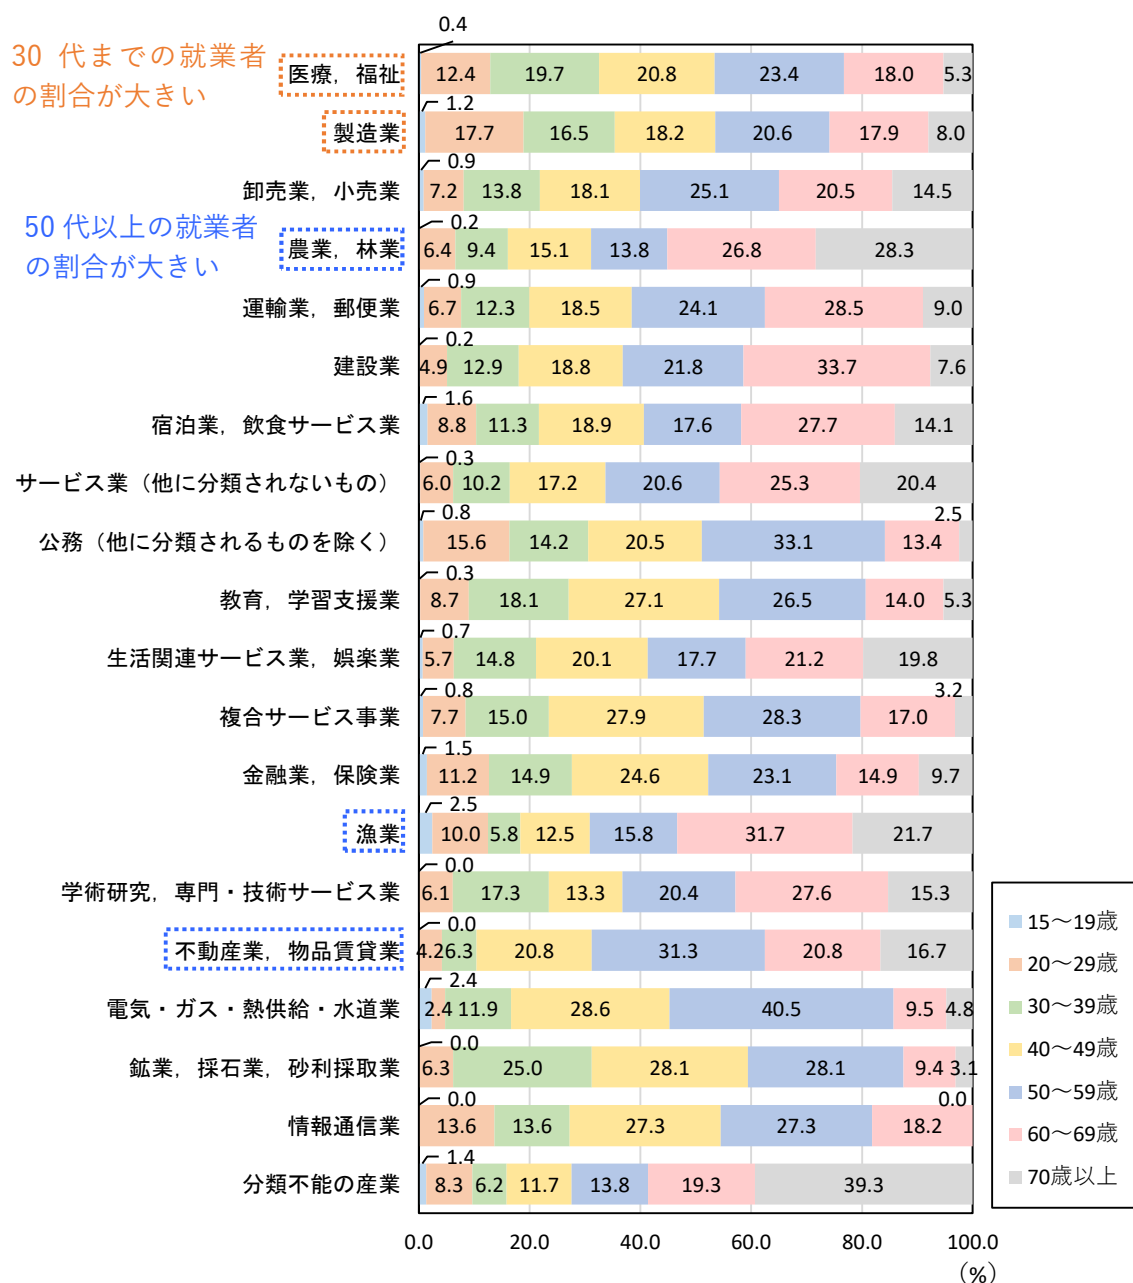 0.4
30 代までの就業者
の割合が大きい
医療，福祉 12.4 19.7 20.8 23.4 18.0 5.3
1.2
製造業 17.7 16.5 18.2 20.6 17.9 8.0
0.9
卸売業，小売業 7.2 13.8 18.1 25.1 20.5 14.5
50 代以上の就業者
の割合が大きい
0.2
農業，林業 6.4 9.4 15.1 13.8 26.8 28.3
0.9
運輸業，郵便業 6.7 12.3 18.5 24.1 28.5 9.0
0.2
建設業 4.9 12.9 18.8 21.8 33.7 7.6
1.6
宿泊業，飲食サービス業 8.8 11.3 18.9 17.6 27.7 14.1
0.3
サービス業（他に分類されないもの） 6.0 10.2 17.2 20.6 25.3 20.4
0.8 2.5
公務（他に分類されるものを除く） 15.6 14.2 20.5 33.1 13.4
0.3
教育，学習支援業 8.7 18.1 27.1 26.5 14.0 5.3
0.7
生活関連サービス業，娯楽業 5.7 14.8 20.1 17.7 21.2 19.8
0.8 3.2
複合サービス事業 7.7 15.0 27.9 28.3 17.0
1.5
金融業，保険業 11.2 14.9 24.6 23.1 14.9 9.7
2.5
漁業 10.0 5.8 12.5 15.8 31.7 21.7
0.0
学術研究，専門・技術サービス業 6.1 17.3 13.3 20.4 27.6 15.3
0.0
不動産業，物品賃貸業 4.2 6.3 20.8 31.3 20.8 16.7
2.4
電気・ガス・熱供給・水道業 2.4 11.9 28.6 40.5 9.5 4.8
0.0
鉱業，採石業，砂利採取業 6.3 25.0 28.1 28.1 9.4 3.1
0.0 0.0
情報通信業 13.6 13.6 27.3 27.3 18.2
1.4
分類不能の産業 8.3 6.2 11.7 13.8 19.3 39.3
0.0 20.0 40.0 60.0 80.0 100.0
（%）
15～19歳
20～29歳
30～39歳
40～49歳
50～59歳
60～69歳
70歳以上